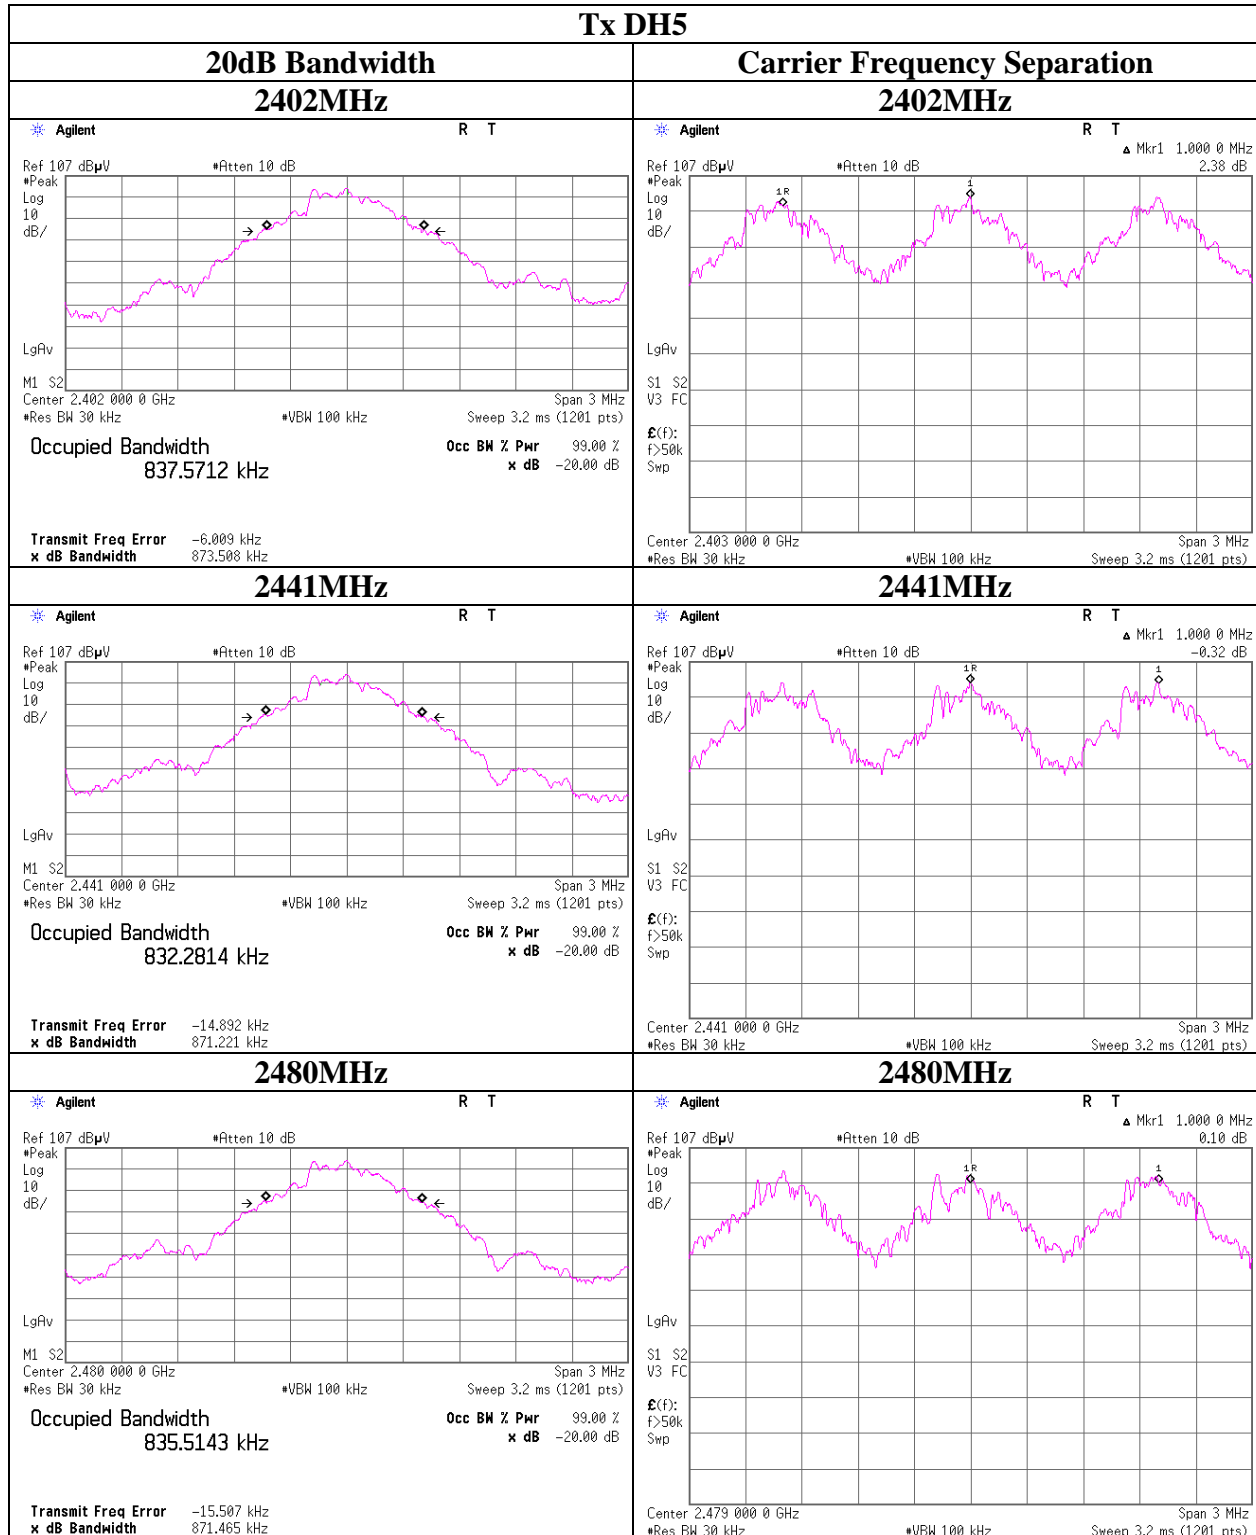 Tx DH5
20dB Bandwidth
Carrier Frequency Separation
2402MHz
2402MHz
Agilent R T
Ref 107 dBµV #Atten 10 dB
#Peak
Log
10
dB/
LgAv
M1 S2
Center 2.402 000 0 GHz Span 3 MHz
#Res BW 30 kHz #VBW 100 kHz Sweep 3.2 ms (1201 pts)
Occupied Bandwidth Occ BW % Pwr 99.00 %
837.5712 kHz x dB -20.00 dB
Transmit Freq Error -6.009 kHz
x dB Bandwidth 873.508 kHz
Agilent R T
Δ Mkr1 1.000 0 MHz
Ref 107 dBµV #Atten 10 dB 2.38 dB
#Peak
Log
10
dB/
1R
1
LgAv
S1 S2
V3 FC
£(f):
f>50k
Swp
Center 2.403 000 0 GHz Span 3 MHz
#Res BW 30 kHz #VBW 100 kHz Sweep 3.2 ms (1201 pts)
2441MHz
2441MHz
Agilent R T
Ref 107 dBµV #Atten 10 dB
#Peak
Log
10
dB/
LgAv
M1 S2
Center 2.441 000 0 GHz Span 3 MHz
#Res BW 30 kHz #VBW 100 kHz Sweep 3.2 ms (1201 pts)
Occupied Bandwidth Occ BW % Pwr 99.00 %
832.2814 kHz x dB -20.00 dB
Transmit Freq Error -14.892 kHz
x dB Bandwidth 871.221 kHz
Agilent R T
Δ Mkr1 1.000 0 MHz
Ref 107 dBµV #Atten 10 dB -0.32 dB
#Peak
Log
10
dB/
1R
1
LgAv
S1 S2
V3 FC
£(f):
f>50k
Swp
Center 2.441 000 0 GHz Span 3 MHz
#Res BW 30 kHz #VBW 100 kHz Sweep 3.2 ms (1201 pts)
2480MHz
2480MHz
Agilent R T
Ref 107 dBµV #Atten 10 dB
#Peak
Log
10
dB/
LgAv
M1 S2
Center 2.480 000 0 GHz Span 3 MHz
#Res BW 30 kHz #VBW 100 kHz Sweep 3.2 ms (1201 pts)
Occupied Bandwidth Occ BW % Pwr 99.00 %
835.5143 kHz x dB -20.00 dB
Transmit Freq Error -15.507 kHz
x dB Bandwidth 871.465 kHz
Agilent R T
Δ Mkr1 1.000 0 MHz
Ref 107 dBµV #Atten 10 dB 0.10 dB
#Peak
Log
10
dB/
1R
1
LgAv
S1 S2
V3 FC
£(f):
f>50k
Swp
Center 2.479 000 0 GHz Span 3 MHz
#Res BW 30 kHz #VBW 100 kHz Sweep 3.2 ms (1201 pts)